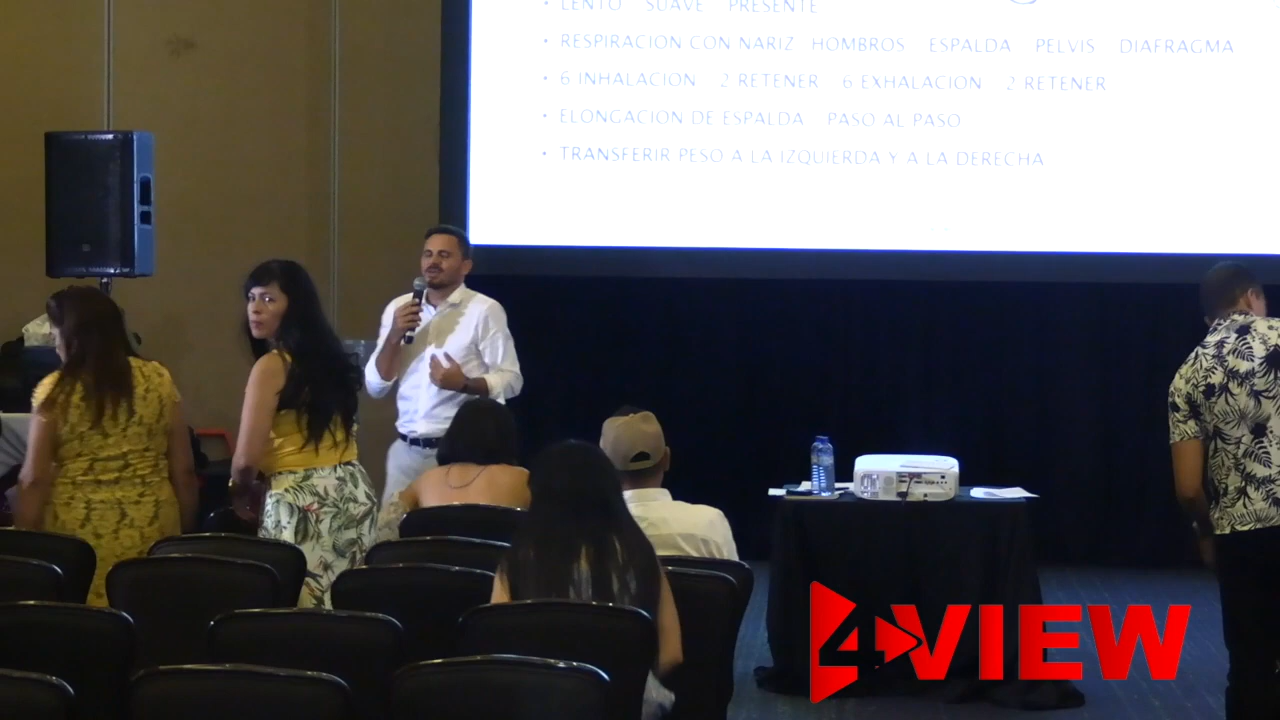 • LENTO SUAVE PRESENTE
• RESPIRACION CON NARIZ HOMBROS ESPALDA PELVIS DIAFRAGMA
• 6 INHALACION 2 RETENER 6 EXHALACION 2 RETENER
• ELONGACION DE ESPALDA PASO AL PASO
• TRANSFERIR PESO A LA IZQUIERDA Y A LA DERECHA
4VIEW